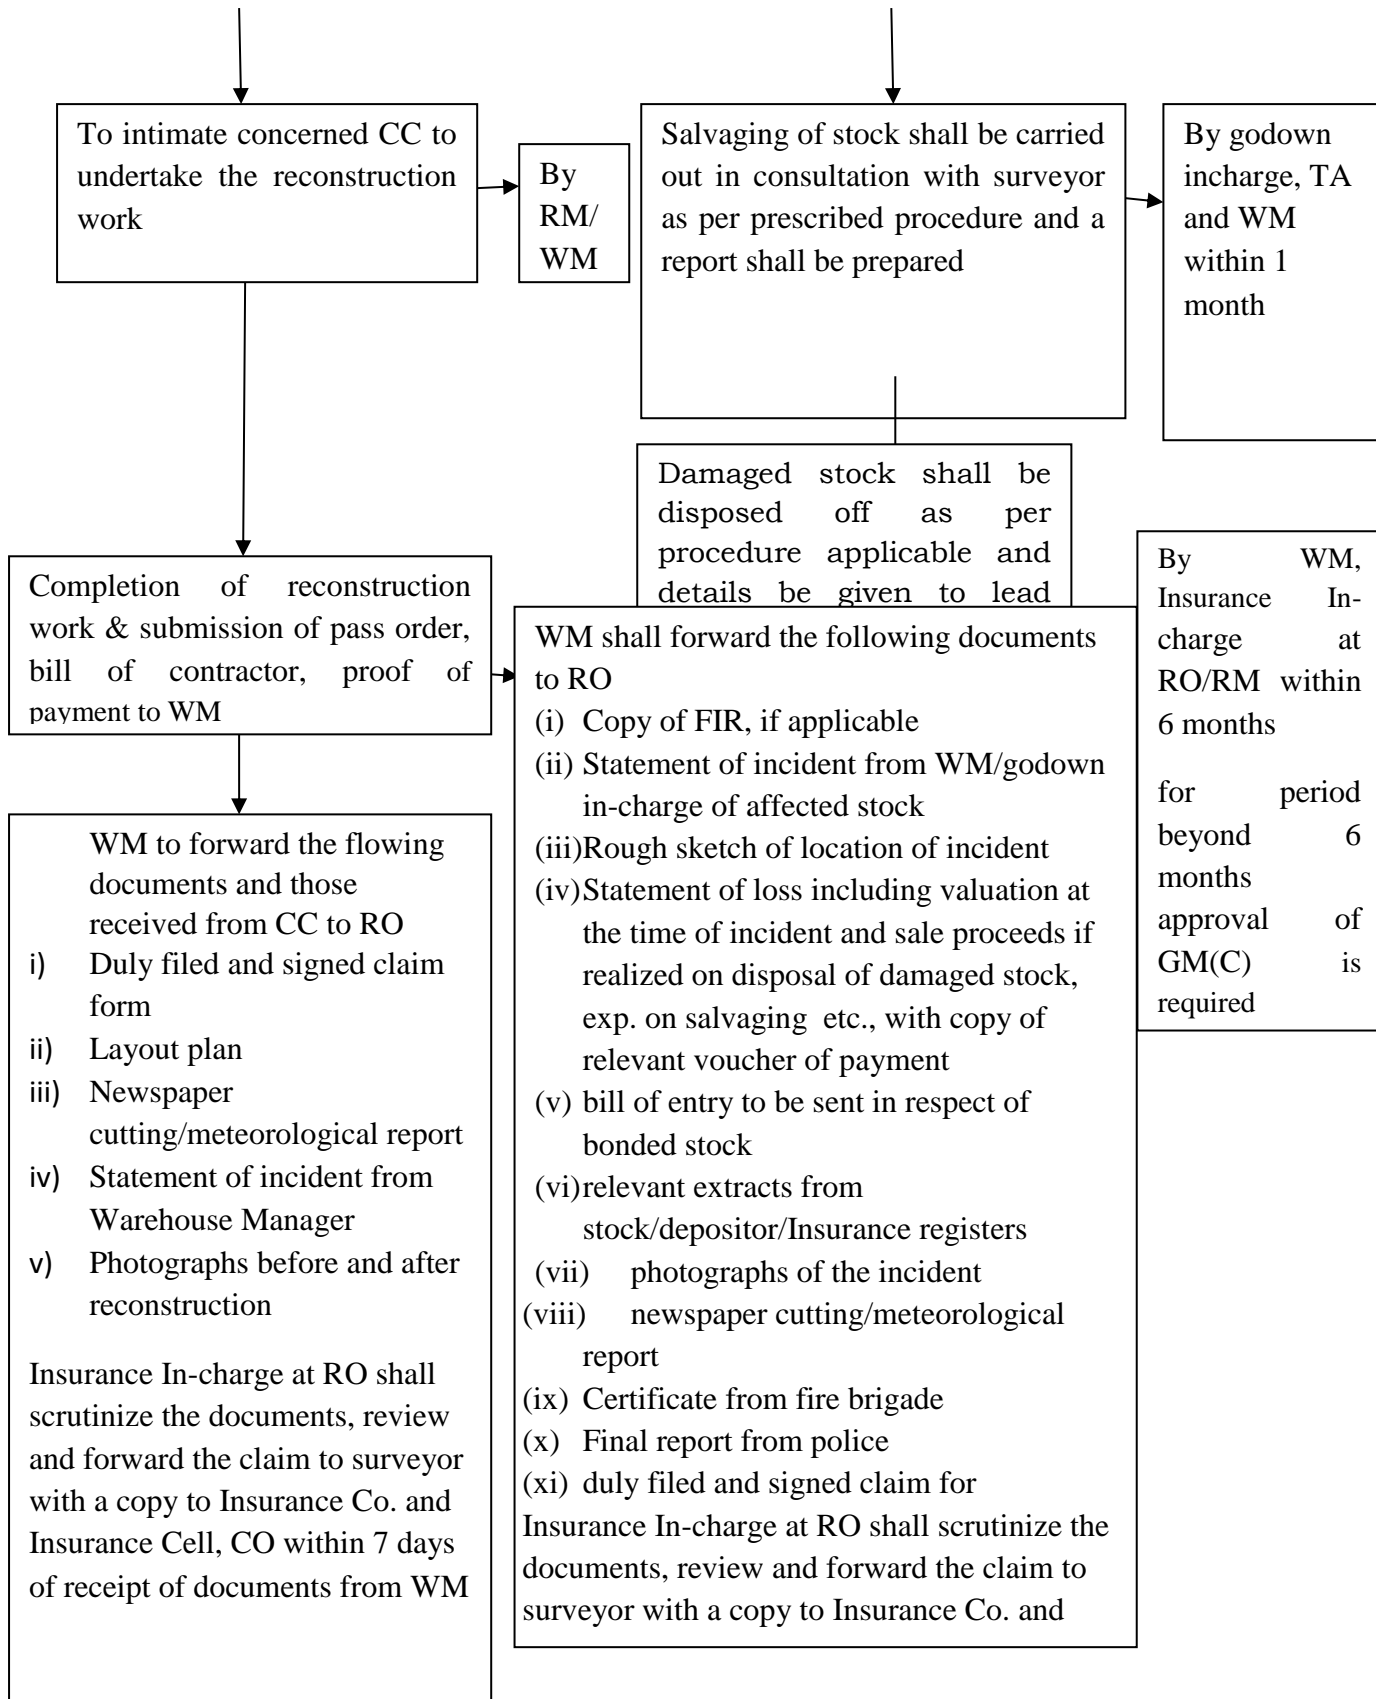 To intimate concerned CC to
undertake the reconstruction
work
By
RM/
WM
Salvaging of stock shall be carried
out in consultation with surveyor
as per prescribed procedure and a
report shall be prepared
By godown
incharge, TA
and WM
within 1
month
Damaged stock shall be
disposed off as per
procedure applicable and
details be given to lead
Completion of reconstruction
work & submission of pass order,
bill of contractor, proof of
payment to WM
By WM,
Insurance In-
charge at
RO/RM within
6 months
for period
beyond 6
months
approval of
GM(C) is
required
WM to forward the flowing
documents and those
received from CC to RO
i) Duly filed and signed claim
form
ii) Layout plan
iii) Newspaper
cutting/meteorological report
iv) Statement of incident from
Warehouse Manager
v) Photographs before and after
reconstruction
Insurance In-charge at RO shall
scrutinize the documents, review
and forward the claim to surveyor
with a copy to Insurance Co. and
Insurance Cell, CO within 7 days
of receipt of documents from WM
WM shall forward the following documents
to RO
(i) Copy of FIR, if applicable
(ii) Statement of incident from WM/godown
in-charge of affected stock
(iii)Rough sketch of location of incident
(iv)Statement of loss including valuation at
the time of incident and sale proceeds if
realized on disposal of damaged stock,
exp. on salvaging etc., with copy of
relevant voucher of payment
(v) bill of entry to be sent in respect of
bonded stock
(vi)relevant extracts from
stock/depositor/Insurance registers
(vii) photographs of the incident
(viii) newspaper cutting/meteorological
report
(ix) Certificate from fire brigade
(x) Final report from police
(xi) duly filed and signed claim for
Insurance In-charge at RO shall scrutinize the
documents, review and forward the claim to
surveyor with a copy to Insurance Co. and